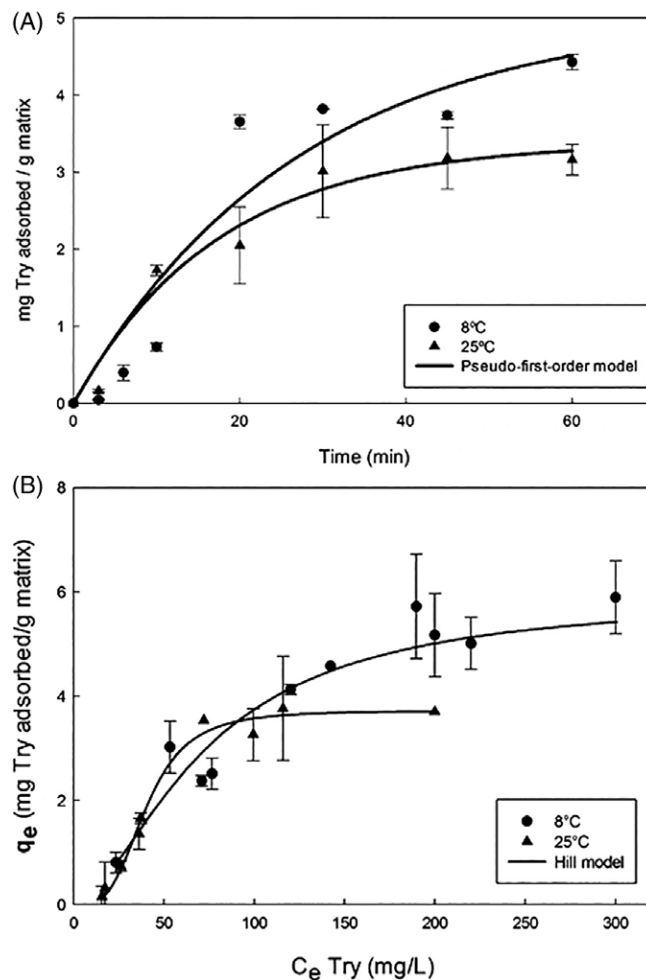 (A)
5
4
3
2
1
0
mg Try adsorbed / g matrix
8ºC
25ºC
Pseudo-first-order model
0 20 40 60
Time (min)
(B)
8
6
4
2
0
qe (mg Try adsorbed/g matrix)
8°C
25°C
Hill model
0 50 100 150 200 250 300
Ce Try (mg/L)